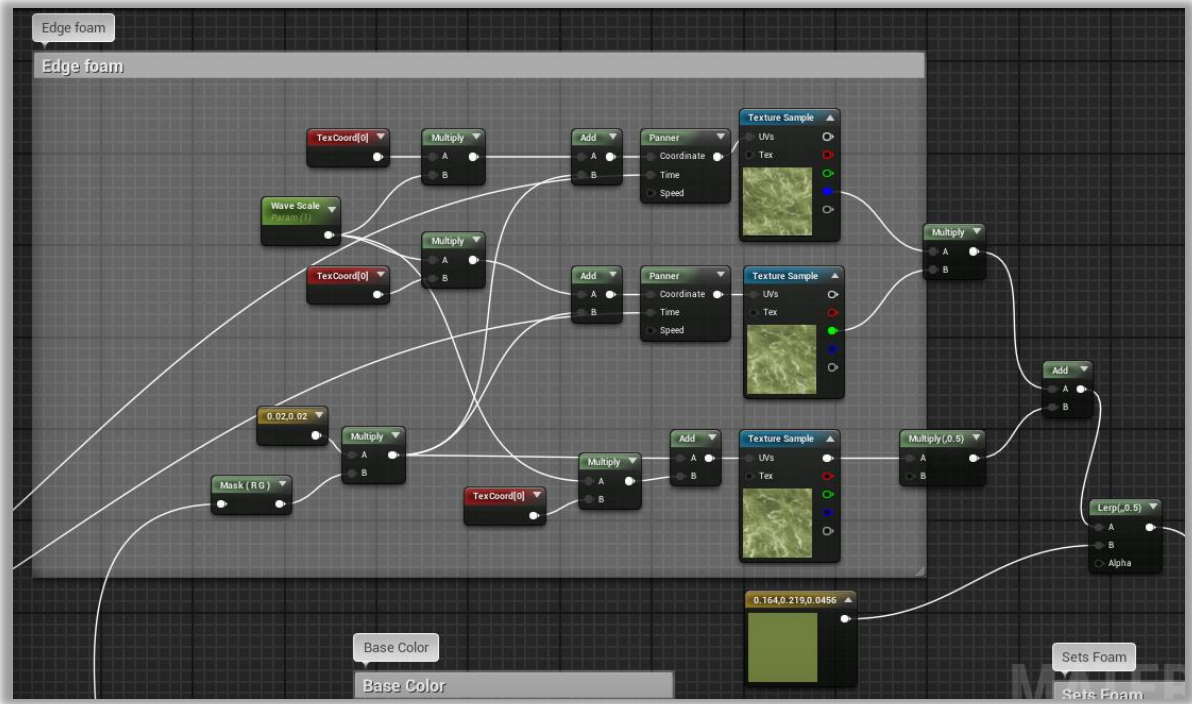 Edge foam
Edge foam
TexCoord[0]
Multiply
A
B
Add
A
B
Panner
Coordinate
Time
Speed
Texture Sample
UVs
Tex
Wave Scale
Param (1)
Multiply
A
B
TexCoord[0]
Add
A
B
Panner
Coordinate
Time
Speed
Texture Sample
UVs
Tex
Multiply
A
B
0.02,0.02
Multiply
A
B
Mask ( R G )
TexCoord[0]
Multiply
A
B
Add
A
B
Texture Sample
UVs
Tex
Multiply(,0.5)
A
B
Add
A
B
Lerp(,,0.5)
A
B
Alpha
0.164,0.219,0.0456
Base Color
Base Color
Sets Foam
Sets Foam